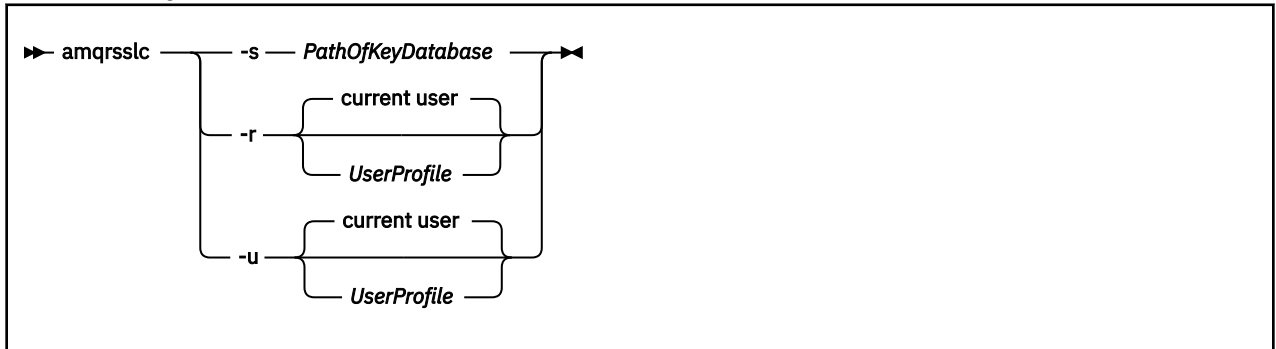 amqrsslc -s PathOfKeyDatabase
current user
-r
UserProfile
current user
-u
UserProfile